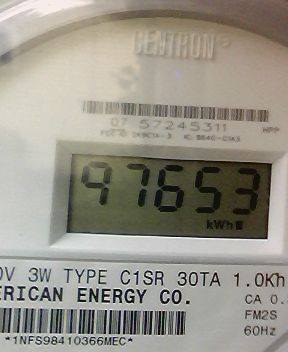 CENTRON®
07 57245311 HPP
97653
kWh
0V 3W TYPE C1SR 30TA 1.0Kh
ERICAN ENERGY CO. CA 0.
FM2S
*1NFS98410366MEC* 60Hz